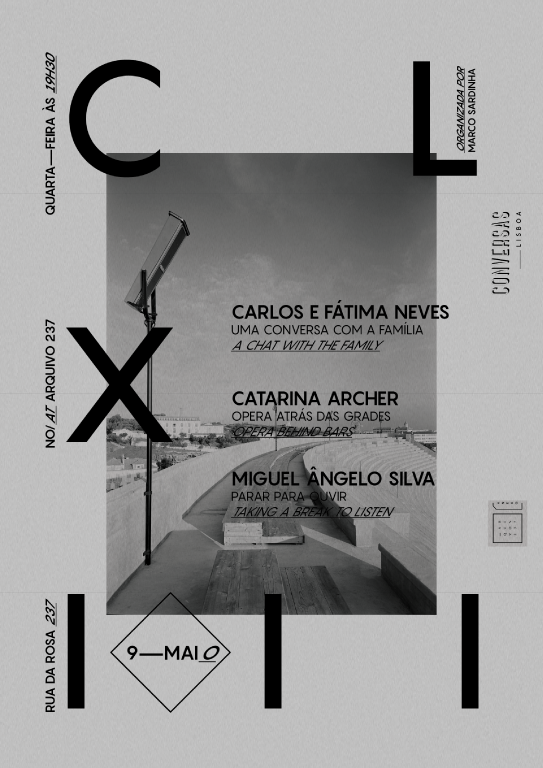 C L
X
I I I
QUARTA—FEIRA ÀS 19H30
NO/ AT ARQUIVO 237
RUA DA ROSA 237
ORGANIZADA POR
MARCO SARDINHA
CONVERSAS
LISBOA
CARLOS E FÁTIMA NEVES
UMA CONVERSA COM A FAMÍLIA
A CHAT WITH THE FAMILY
CATARINA ARCHER
OPERA ATRÁS DAS GRADES
OPERA BEHIND BARS
MIGUEL ÂNGELO SILVA
PARAR PARA OUVIR
TAKING A BREAK TO LISTEN
9—MAIO